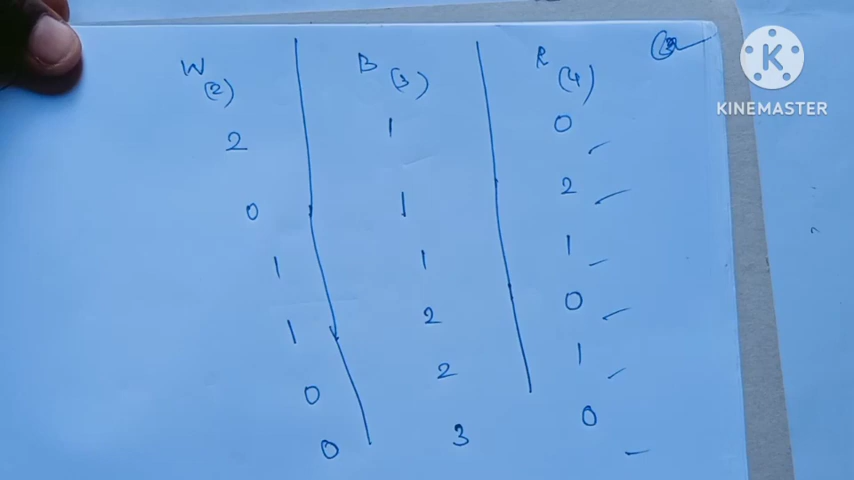 W (2) B (3) R (4)
2 1 0
0 1 2
1 1 1
1 2 0
0 2 1
0 3 0
K
KINEMASTER